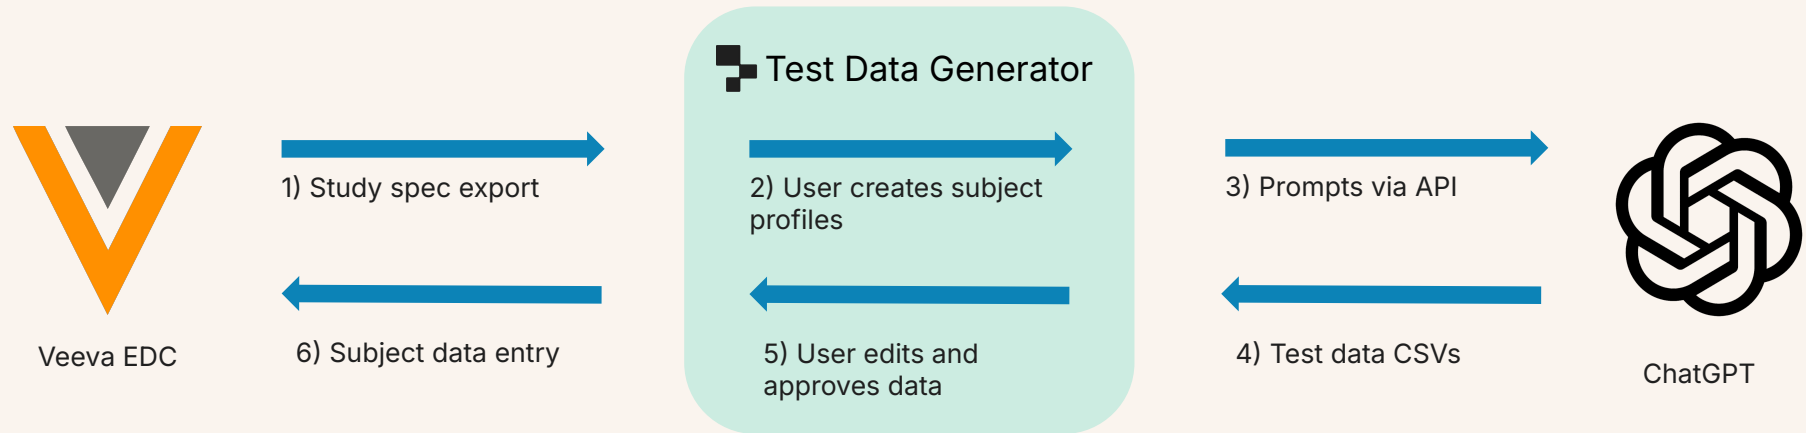 Test Data Generator
1) Study spec export
2) User creates subject
profiles
3) Prompts via API
Veeva EDC
6) Subject data entry
5) User edits and
approves data
4) Test data CSVs
ChatGPT